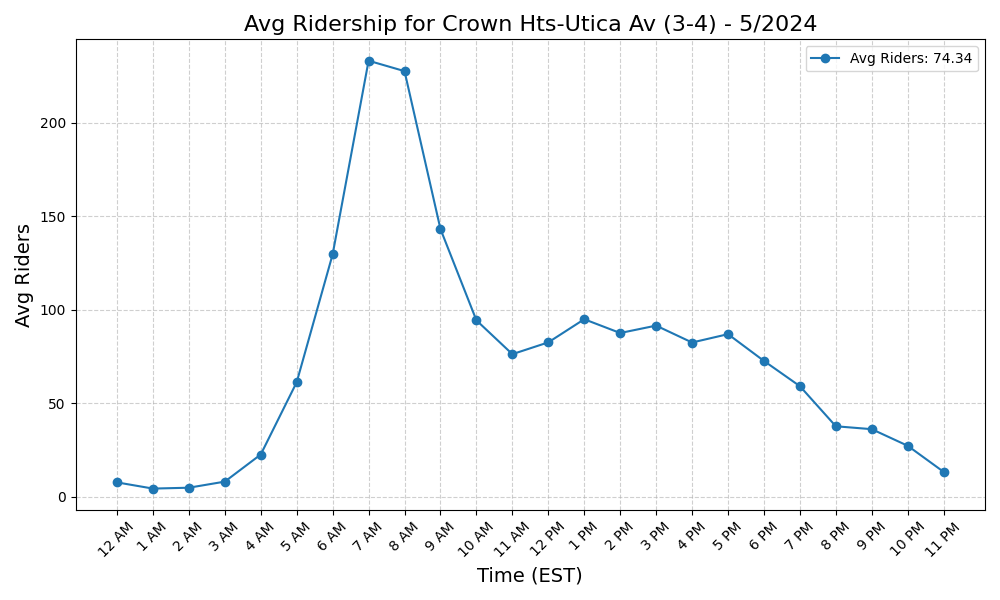 Avg Ridership for Crown Hts-Utica Av (3-4) - 5/2024
Avg Riders: 74.34
Avg Riders
200
150
100
50
0
12 AM
1 AM
2 AM
3 AM
4 AM
5 AM
6 AM
7 AM
8 AM
9 AM
10 AM
11 AM
12 PM
1 PM
2 PM
3 PM
4 PM
5 PM
6 PM
7 PM
8 PM
9 PM
10 PM
11 PM
Time (EST)